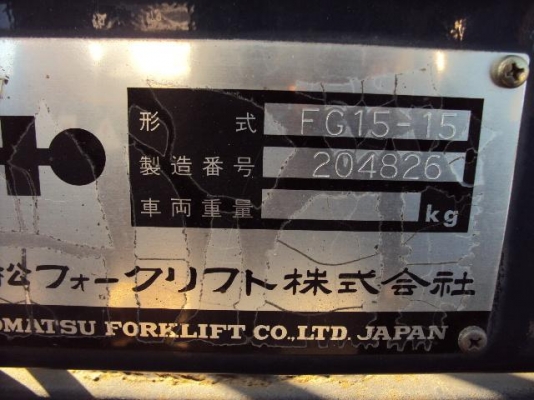 形式 FG15-15
製造番号 204826
車両重量 kg
松フォークリフト株式会社
OMATSU FORKLIFT CO.,LTD. JAPAN